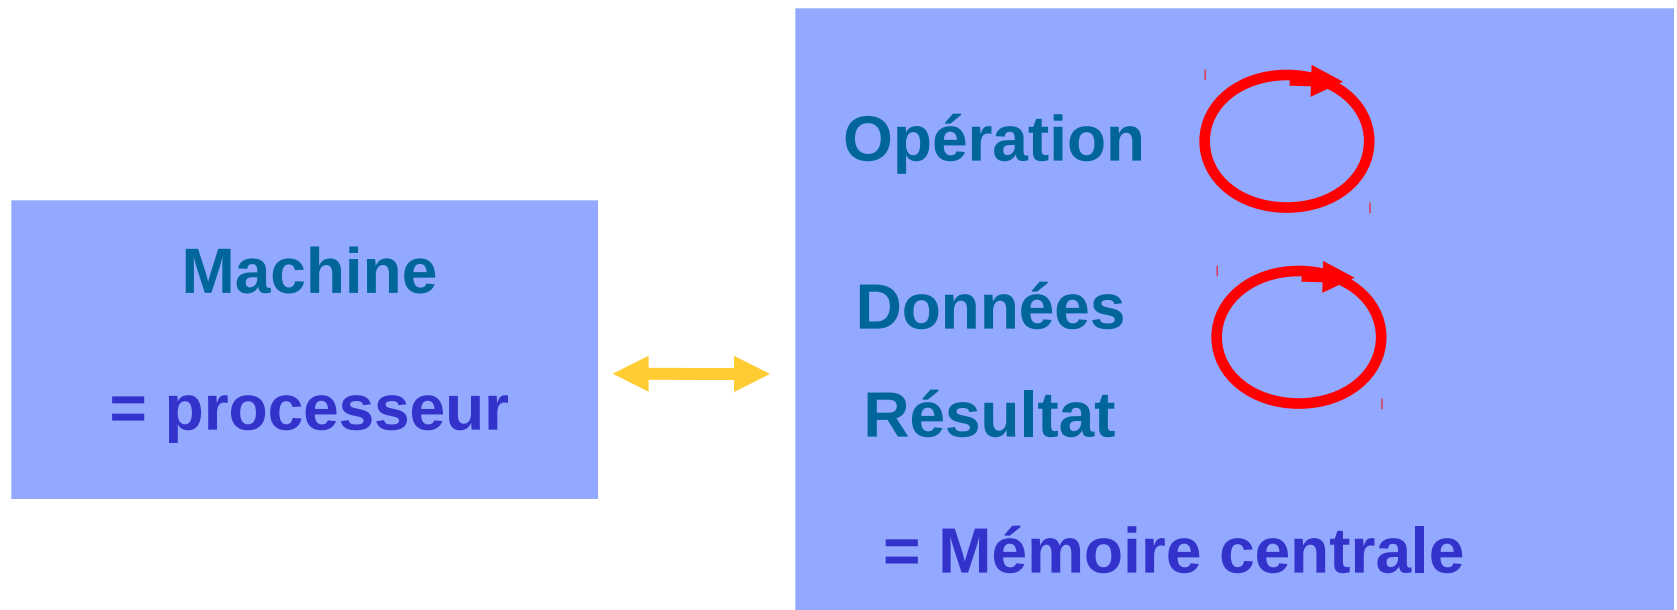 Machine
= processeur
Opération
Données
Résultat
= Mémoire centrale